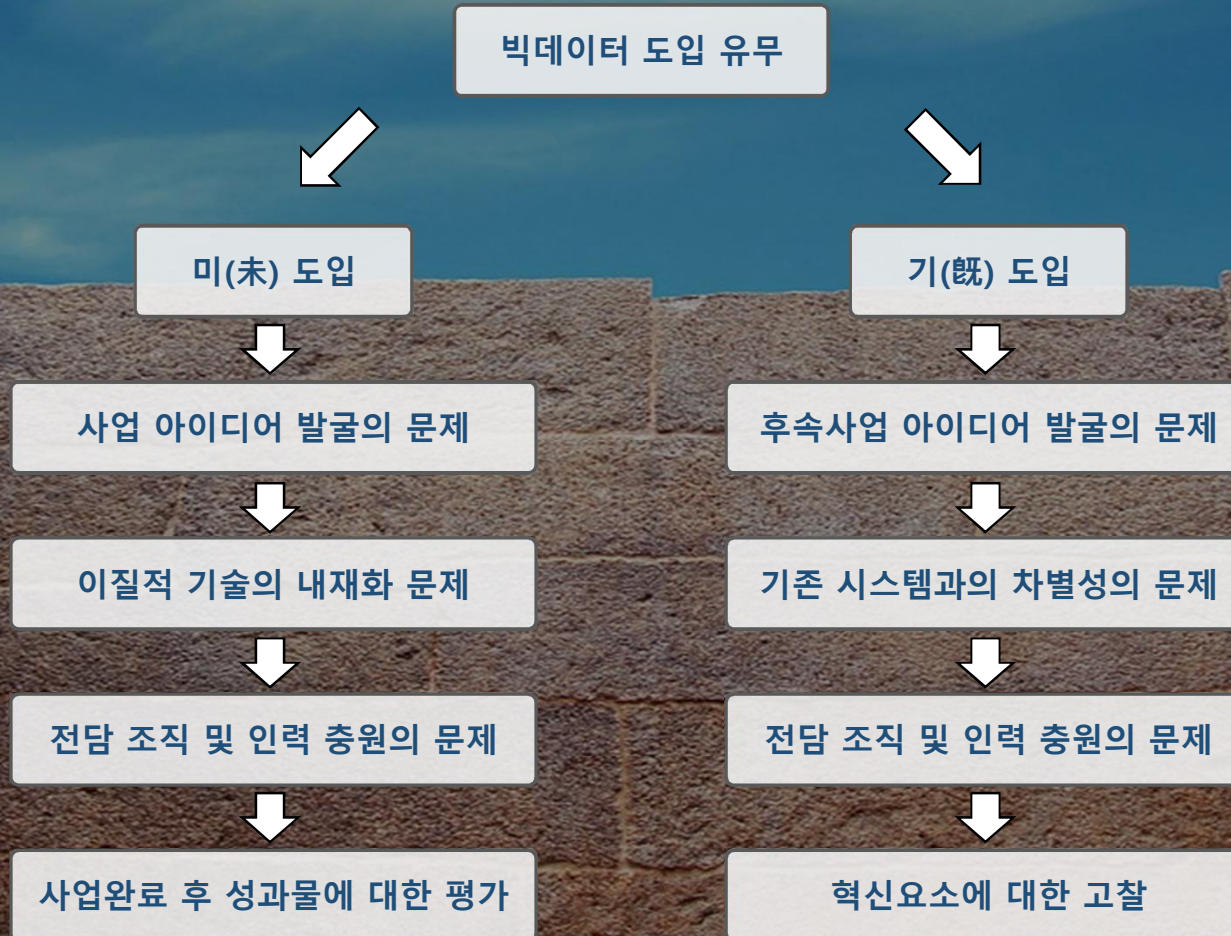 빅데이터 도입 유무
미(未) 도입
기(旣) 도입
사업 아이디어 발굴의 문제
후속사업 아이디어 발굴의 문제
이질적 기술의 내재화 문제
기존 시스템과의 차별성의 문제
전담 조직 및 인력 충원의 문제
전담 조직 및 인력 충원의 문제
사업완료 후 성과물에 대한 평가
혁신요소에 대한 고찰